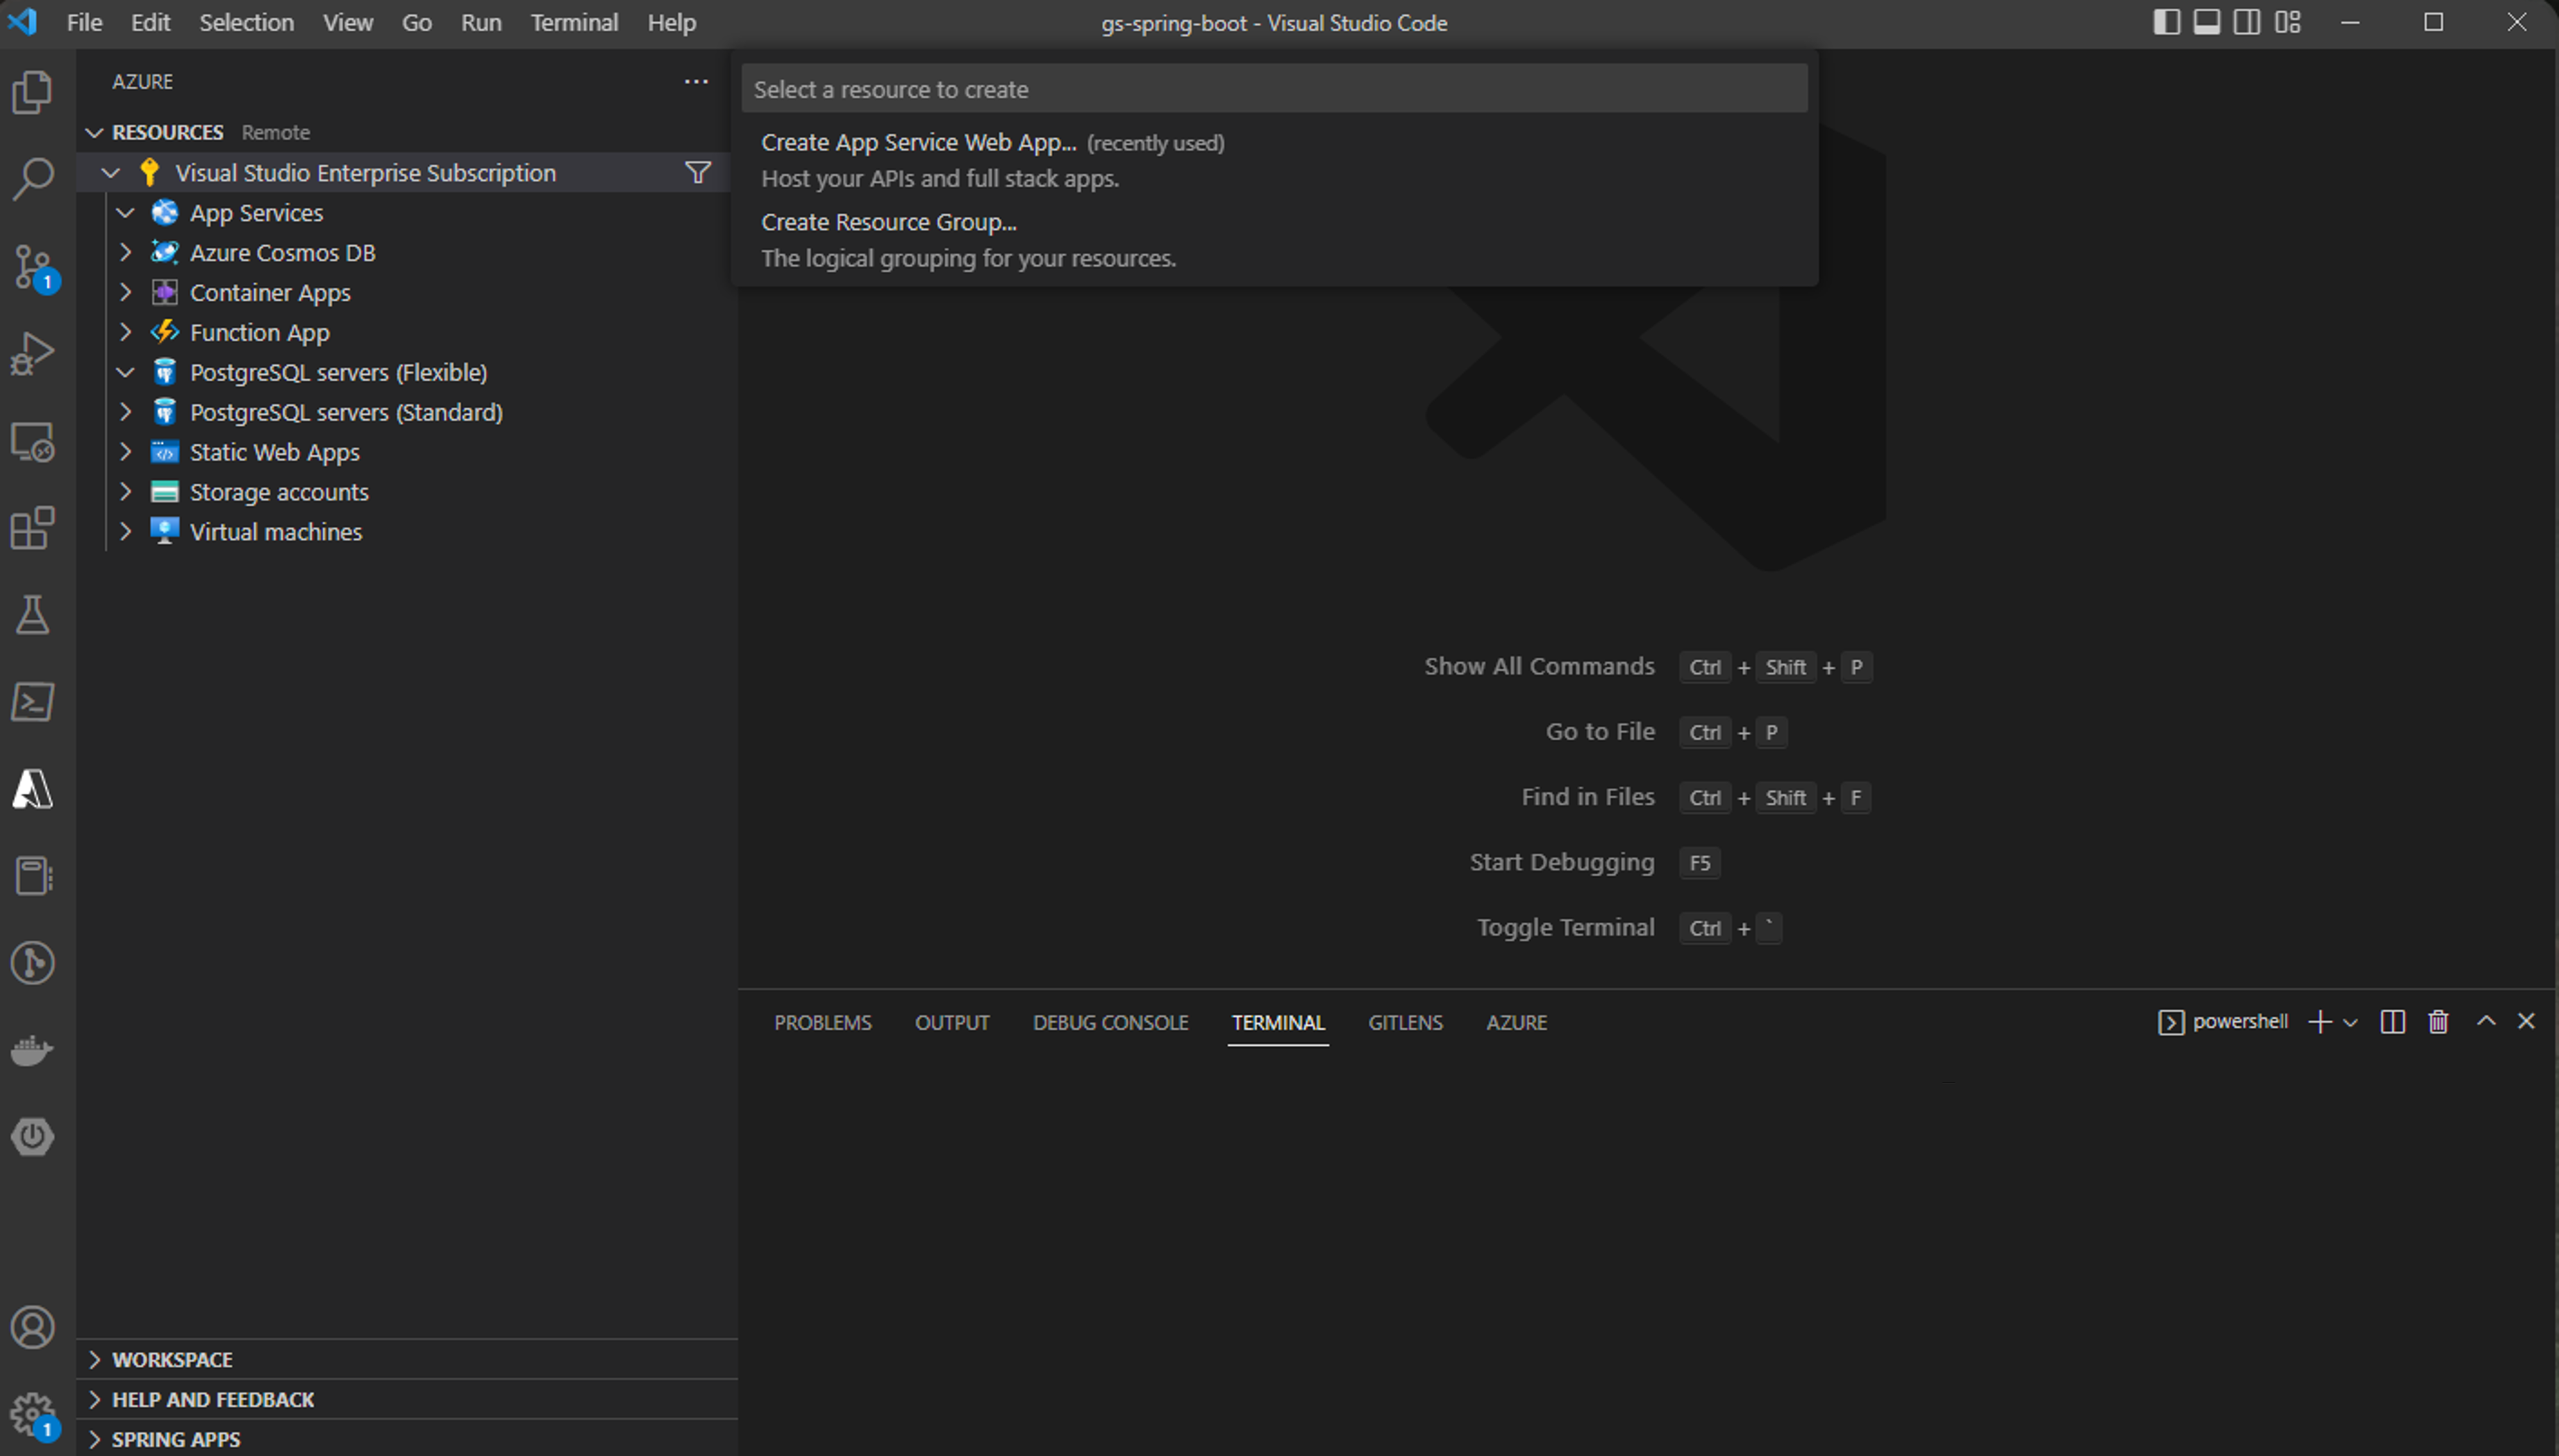 File Edit Selection View Go Run Terminal Help
gs-spring-boot - Visual Studio Code
AZURE
RESOURCES Remote
Visual Studio Enterprise Subscription
App Services
Azure Cosmos DB
Container Apps
Function App
PostgreSQL servers (Flexible)
PostgreSQL servers (Standard)
Static Web Apps
Storage accounts
Virtual machines
1
1
WORKSPACE
HELP AND FEEDBACK
SPRING APPS
Select a resource to create
Create App Service Web App... (recently used)
Host your APIs and full stack apps.
Create Resource Group...
The logical grouping for your resources.
Show All Commands Ctrl + Shift + P
Go to File Ctrl + P
Find in Files Ctrl + Shift + F
Start Debugging F5
Toggle Terminal Ctrl + `
PROBLEMS OUTPUT DEBUG CONSOLE TERMINAL GITLENS AZURE
powershell